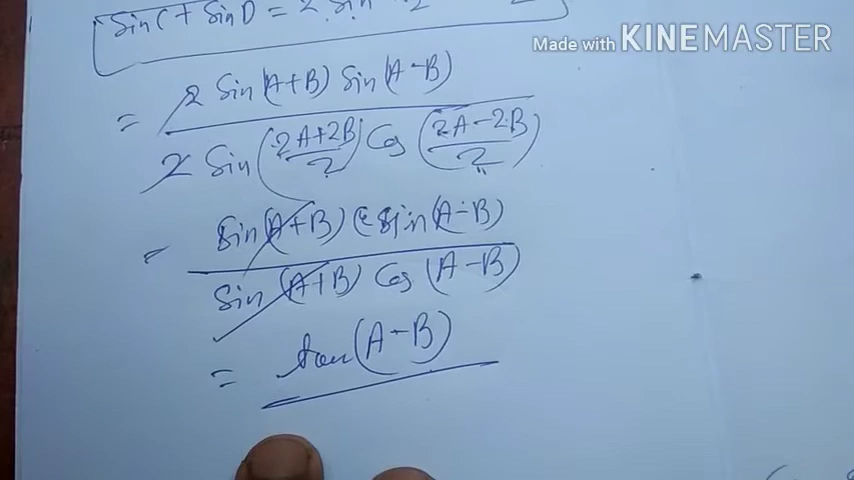 Sin C + Sin D = 2 Sin 2
Made with KINEMASTER
= 2 Sin(A+B) Sin(A-B)
2 Sin(2A+2B/2) Cos(2A-2B/2)
= Sin(A+B) Sin(A-B)
Sin(A+B) Cos(A-B)
= tan(A-B)